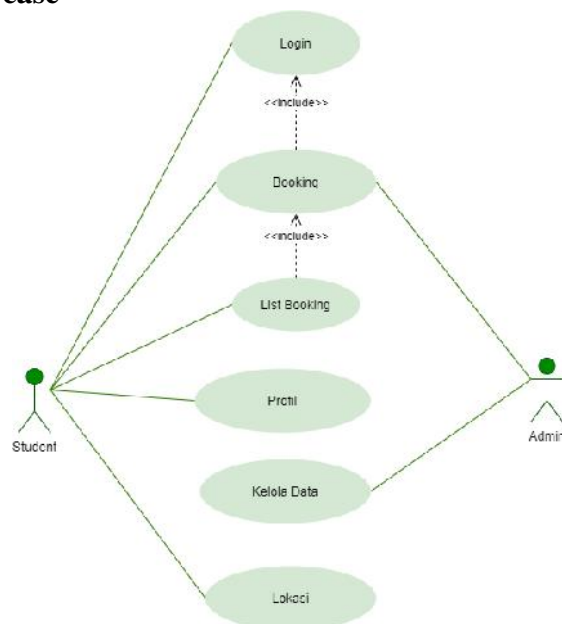 case
Login
<<include>>
Booking
<<include>>
List Booking
Profil
Student
Admin
Kelola Data
Lokasi